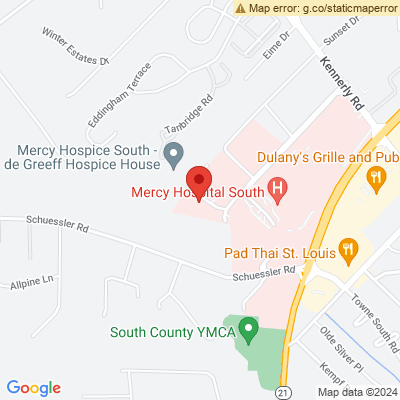 Map error: g.co/staticmaperror
Winter Estates Dr
Eime Dr
Sunset Dr
Kennerly Rd
Eddingham Terrace
Tanbridge Rd
Mercy Hospice South -
de Greeff Hospice House
Dulany's Grille and Pub
Mercy Hospital South
H
Schuessler Rd
Pad Thai St. Louis
Schuessler Rd
Allpine Ln
Towne South Rd
South County YMCA
Olde Silver Pl
Kempf
21
Google
Map data ©2024